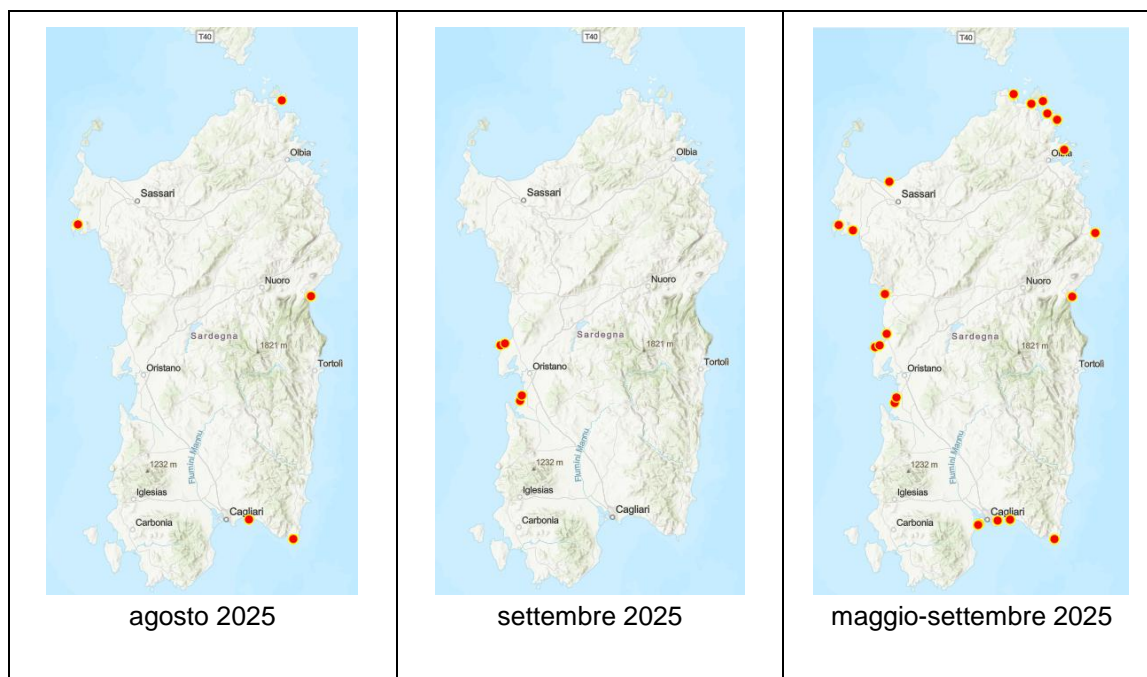 T40
Olbia
Sassari
Nuoro
Sardegna
1821 m
Oristano
Tortolì
Flumini Mannu
1232 m
Iglesias
Cagliari
Carbonia
agosto 2025
T40
Olbia
Sassari
Nuoro
Sardegna
1821 m
Oristano
Tortolì
Flumini Mannu
1232 m
Iglesias
Carbonia
Cagliari
settembre 2025
T40
Olbia
Sassari
Nuoro
Sardegna
1821 m
Oristano
Tortolì
Flumini Mannu
1232 m
Iglesias
Cagliari
Carbonia
maggio-settembre 2025